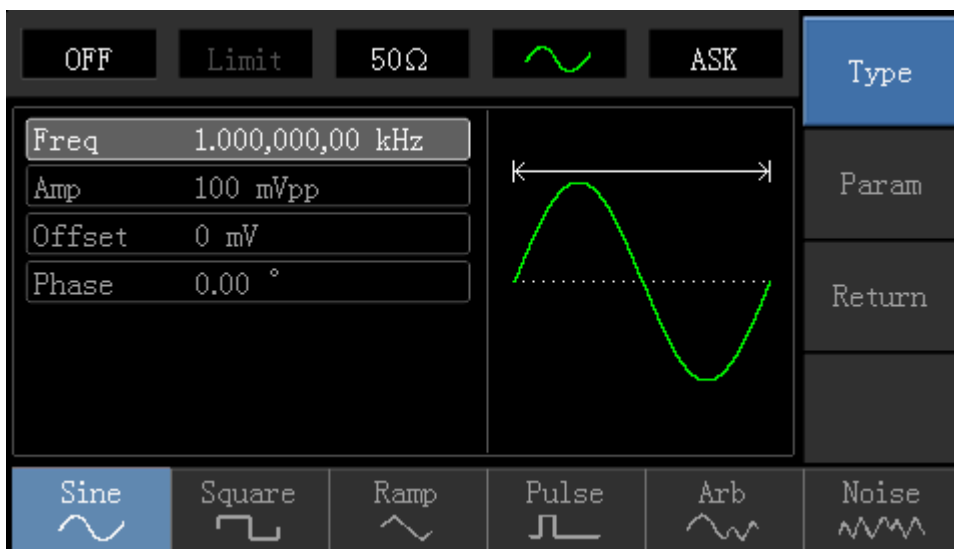 OFF Limit 50Ω ASK
Type
Freq 1.000,000,00 kHz
Amp 100 mVpp
Offset 0 mV
Phase 0.00 °
Param
Return
Sine Square Ramp Pulse Arb Noise